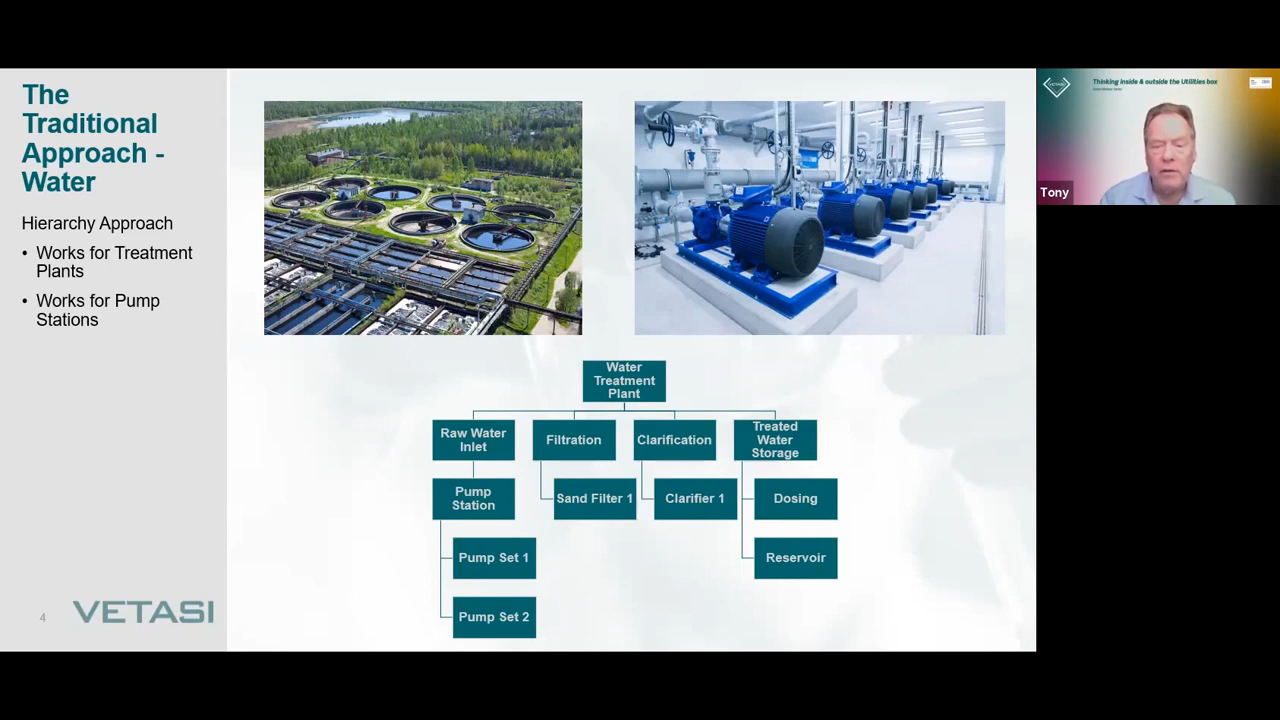 The
Traditional
Approach -
Water
Hierarchy Approach
• Works for Treatment
Plants
• Works for Pump
Stations
4
VETASI
Water
Treatment
Plant
Raw Water
Inlet
Filtration
Clarification
Treated
Water
Storage
Pump
Station
Sand Filter 1
Clarifier 1
Dosing
Pump Set 1
Reservoir
Pump Set 2
VETASI
Thinking inside & outside the Utilities box
Tony